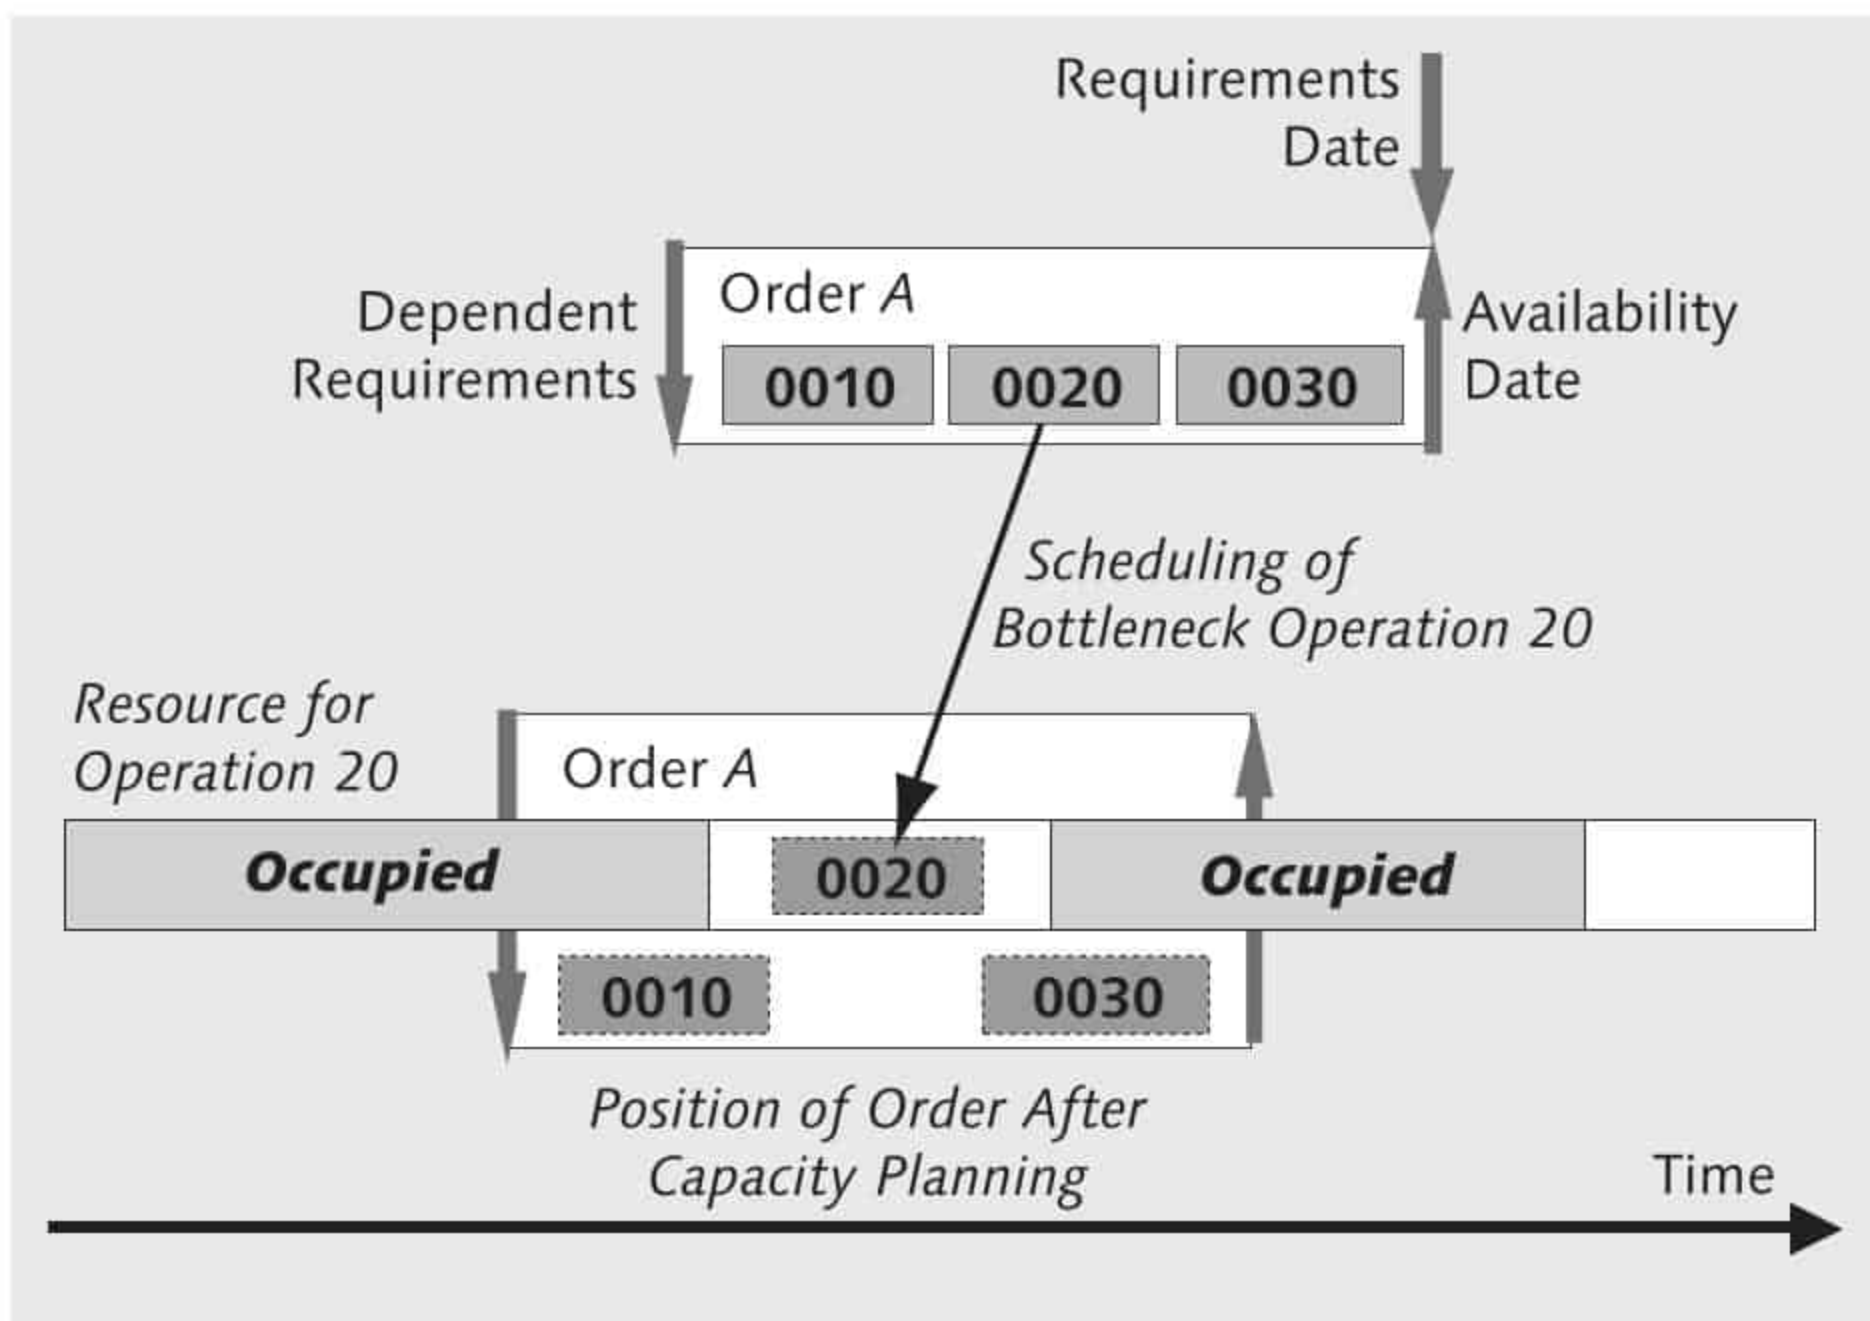 Requirements
Date
Dependent
Requirements
Order A
0010 0020 0030
Availability
Date
Scheduling of
Bottleneck Operation 20
Resource for
Operation 20
Order A
Occupied 0020 Occupied
0010 0030
Position of Order After
Capacity Planning
Time